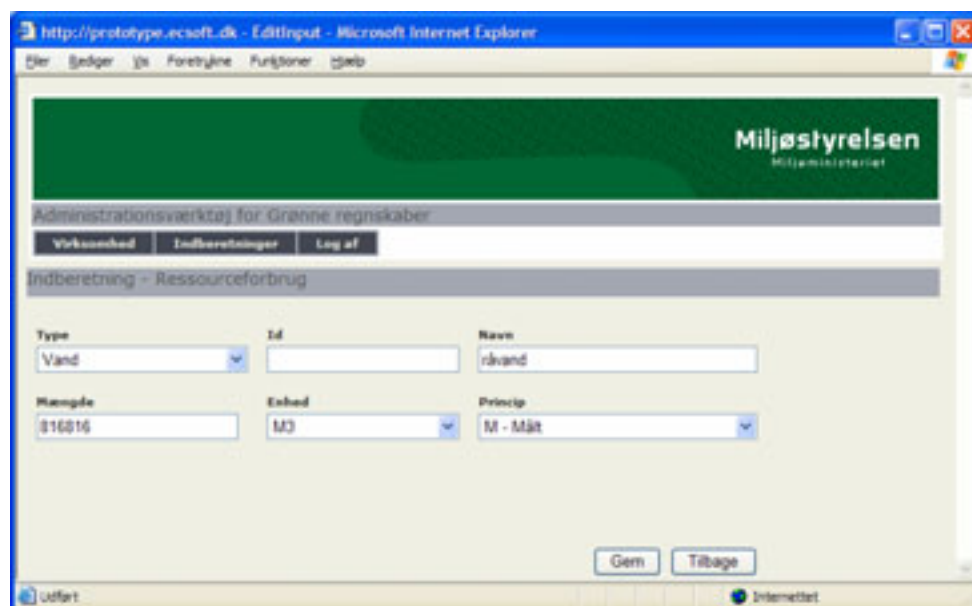 http://prototype.ecsoft.dk - EditInput - Microsoft Internet Explorer
Filer Rediger Vis Foretrukne Funktioner Hjælp
Miljøstyrelsen
Miljøministeriet
Administrationsværktøj for Grønne regnskaber
Virksomhed Indberetninger Log af
Indberetning - Ressourceforbrug
Type Id Navn
Vand råvand
Mængde Enhed Princip
816816 M3 M - Målt
Gem Tilbage
Udført Internettet